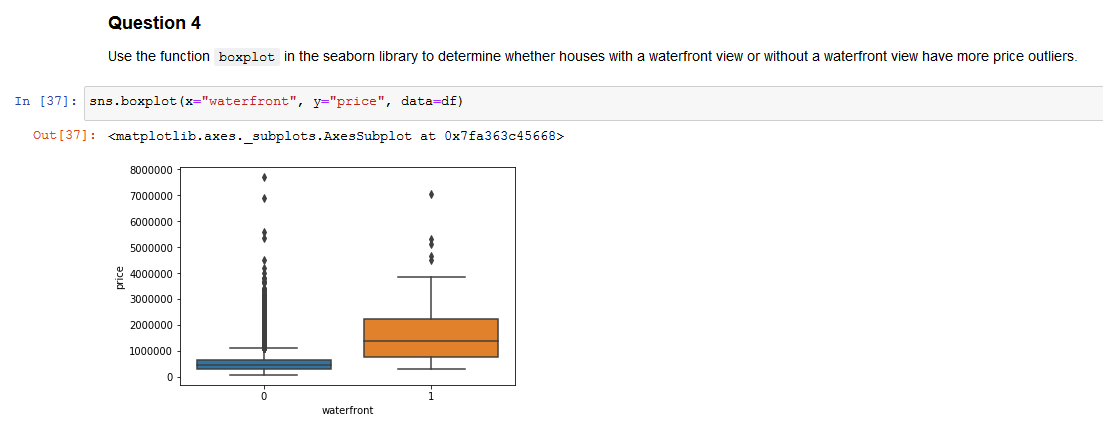 Question 4
Use the function boxplot in the seaborn library to determine whether houses with a waterfront view or without a waterfront view have more price outliers.
In [37]: sns.boxplot(x="waterfront", y="price", data=df)
Out[37]: <matplotlib.axes._subplots.AxesSubplot at 0x7fa363c45668>
8000000
7000000
6000000
5000000
4000000
3000000
2000000
1000000
0
price
0 1
waterfront